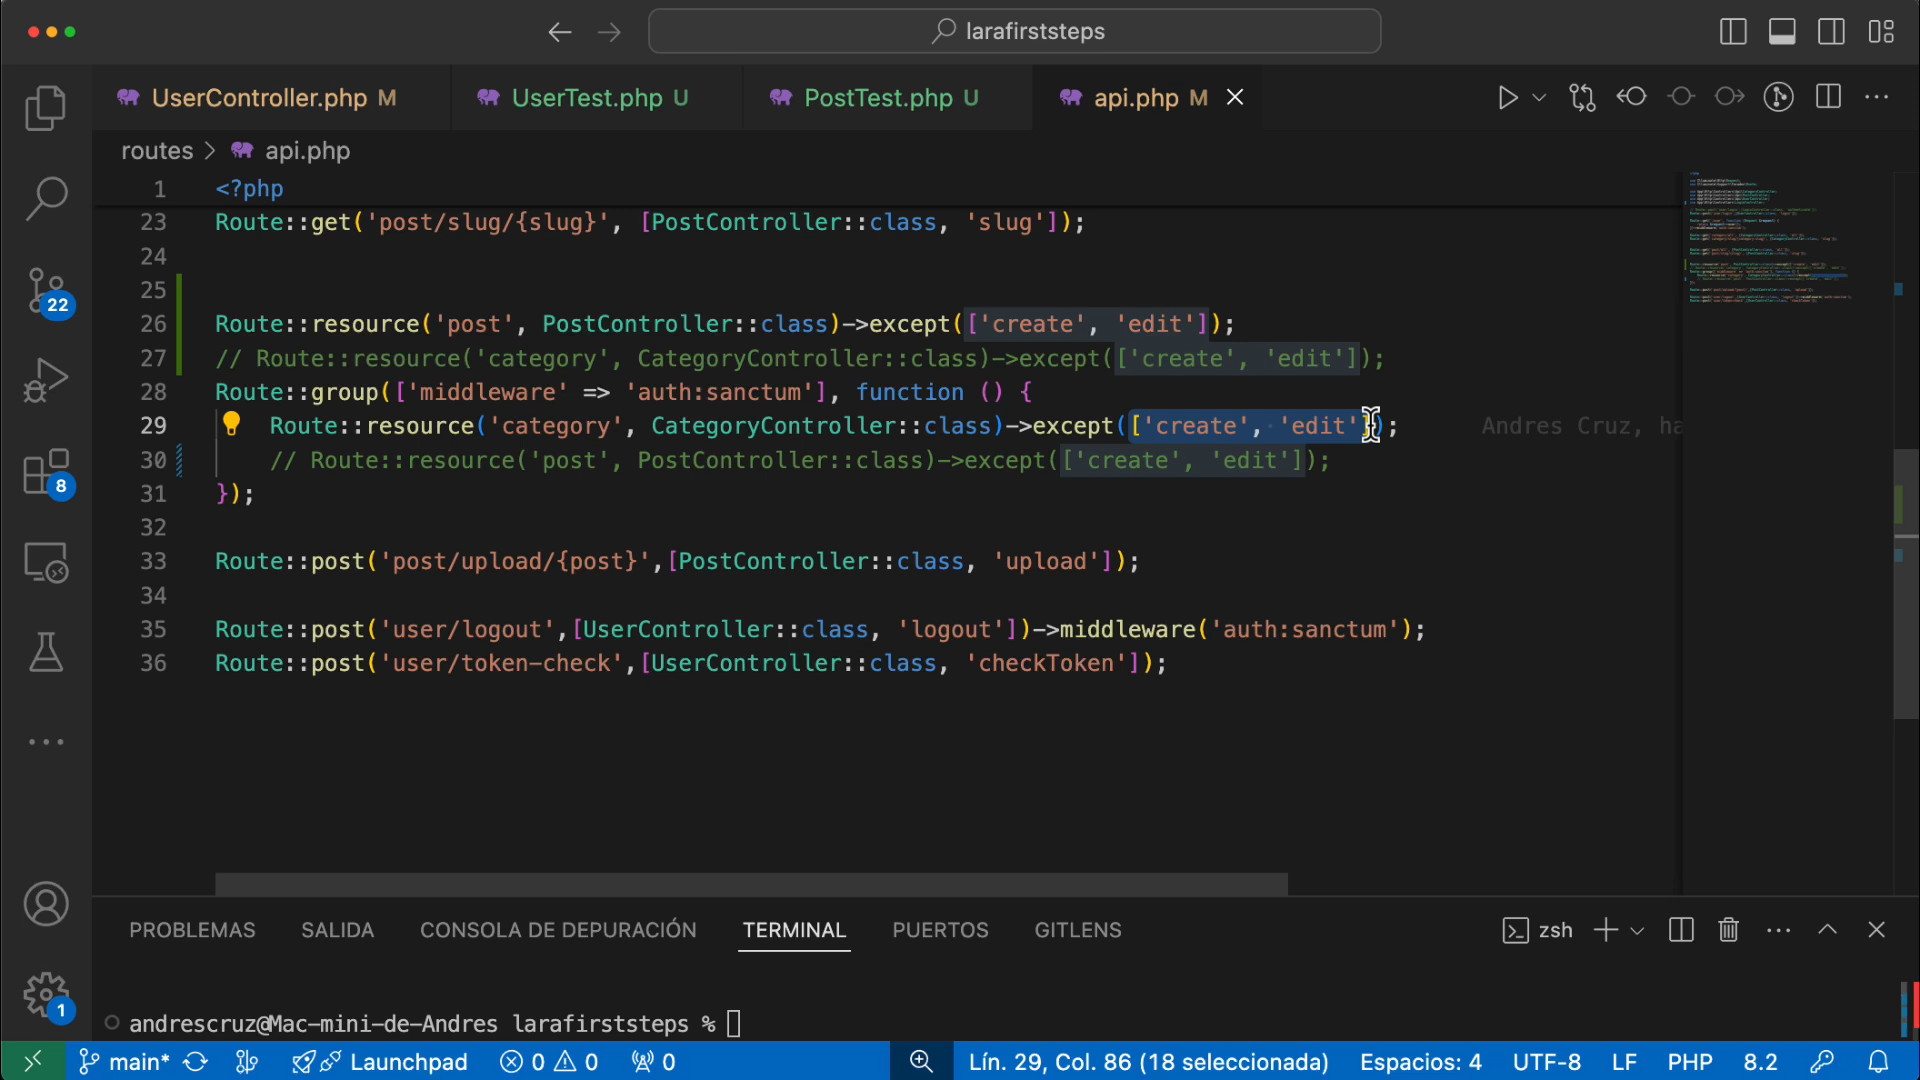 larafirststeps
UserController.php M UserTest.php U PostTest.php U api.php M
routes > api.php
1 <?php
23 Route::get('post/slug/{slug}', [PostController::class, 'slug']);
24
25
26 Route::resource('post', PostController::class)->except(['create', 'edit']);
27 // Route::resource('category', CategoryController::class)->except(['create', 'edit']);
28 Route::group(['middleware' => 'auth:sanctum'], function () {
29 Route::resource('category', CategoryController::class)->except(['create', 'edit']); Andres Cruz, ha
30 // Route::resource('post', PostController::class)->except(['create', 'edit']);
31 });
32
33 Route::post('post/upload/{post}',[PostController::class, 'upload']);
34
35 Route::post('user/logout',[UserController::class, 'logout'])->middleware('auth:sanctum');
36 Route::post('user/token-check',[UserController::class, 'checkToken']);
22
8
1
PROBLEMAS SALIDA CONSOLA DE DEPURACIÓN TERMINAL PUERTOS GITLENS zsh
andrescruz@Mac-mini-de-Andres larafirststeps %
main* Launchpad 0 0 0 Lín. 29, Col. 86 (18 seleccionada) Espacios: 4 UTF-8 LF PHP 8.2